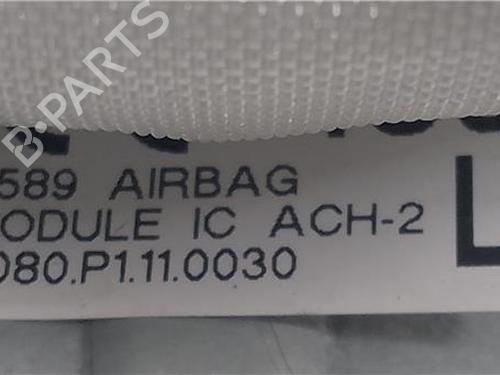 B-PARTS
589 AIRBAG
ODULE IC ACH-2
L
080.P1.11.0030